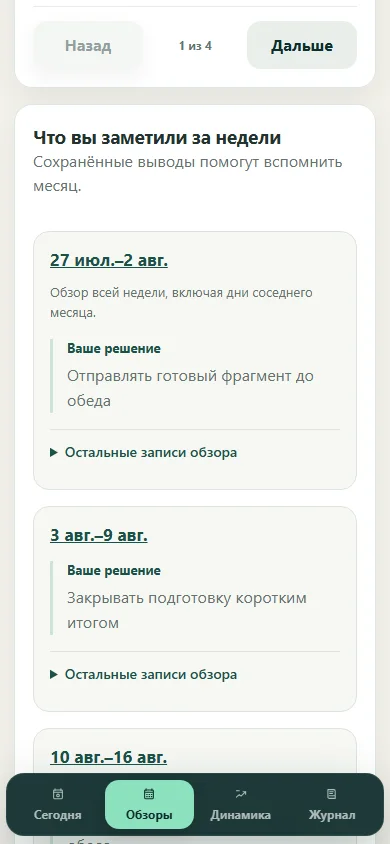 Назад
1 из 4
Дальше
Что вы заметили за недели
Сохранённые выводы помогут вспомнить
месяц.
27 июл.–2 авг.
Обзор всей недели, включая дни соседнего
месяца.
Ваше решение
Отправлять готовый фрагмент до
обеда
Остальные записи обзора
3 авг.–9 авг.
Ваше решение
Закрывать подготовку коротким
итогом
Остальные записи обзора
10 авг.–16 авг.
Сегодня
Обзоры
Динамика
Журнал